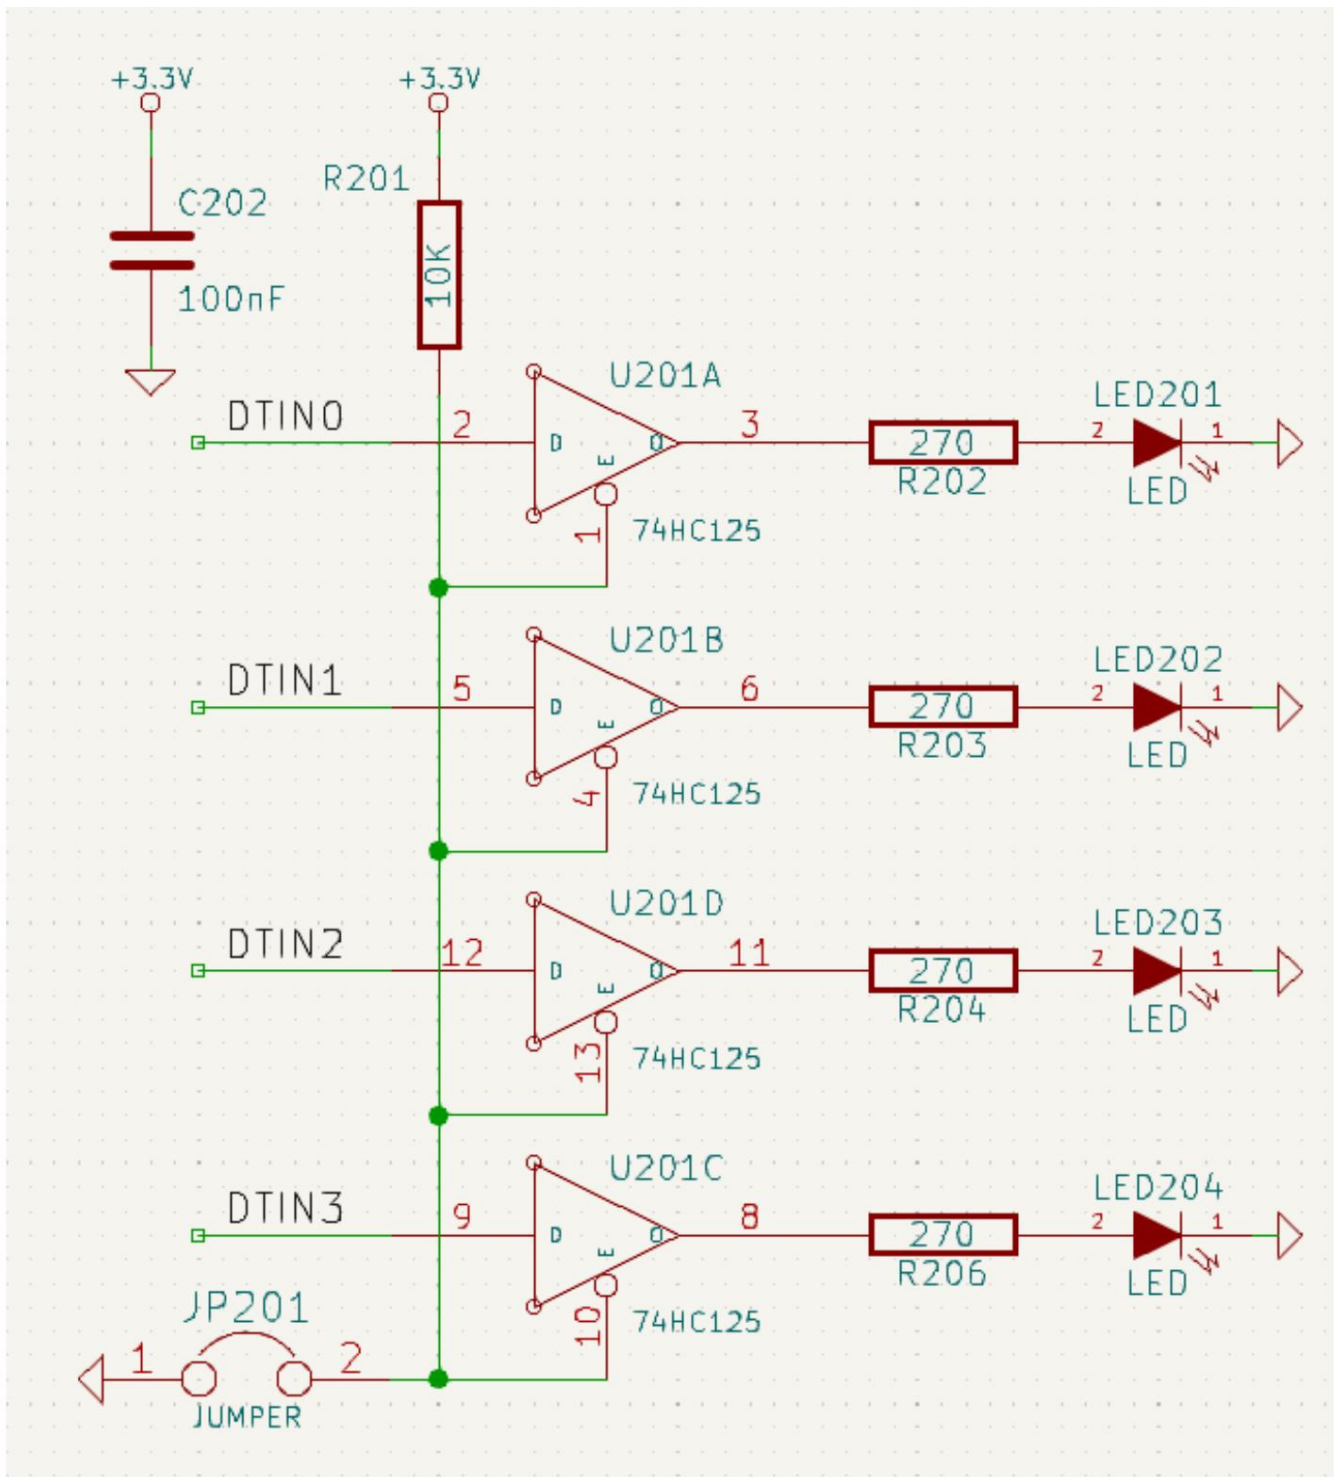 +3.3V
+3.3V
R201
C202
10K
100nF
U201A
LED201
DTIN0
2
D
O
3
270
2
1
E
R202
LED
1
74HC125
U201B
LED202
DTIN1
5
D
O
6
270
2
1
E
R203
LED
4
74HC125
U201D
LED203
DTIN2
12
D
O
11
270
2
1
E
R204
LED
13
74HC125
U201C
LED204
DTIN3
9
D
O
8
270
2
1
E
R206
LED
10
74HC125
JP201
1
2
JUMPER